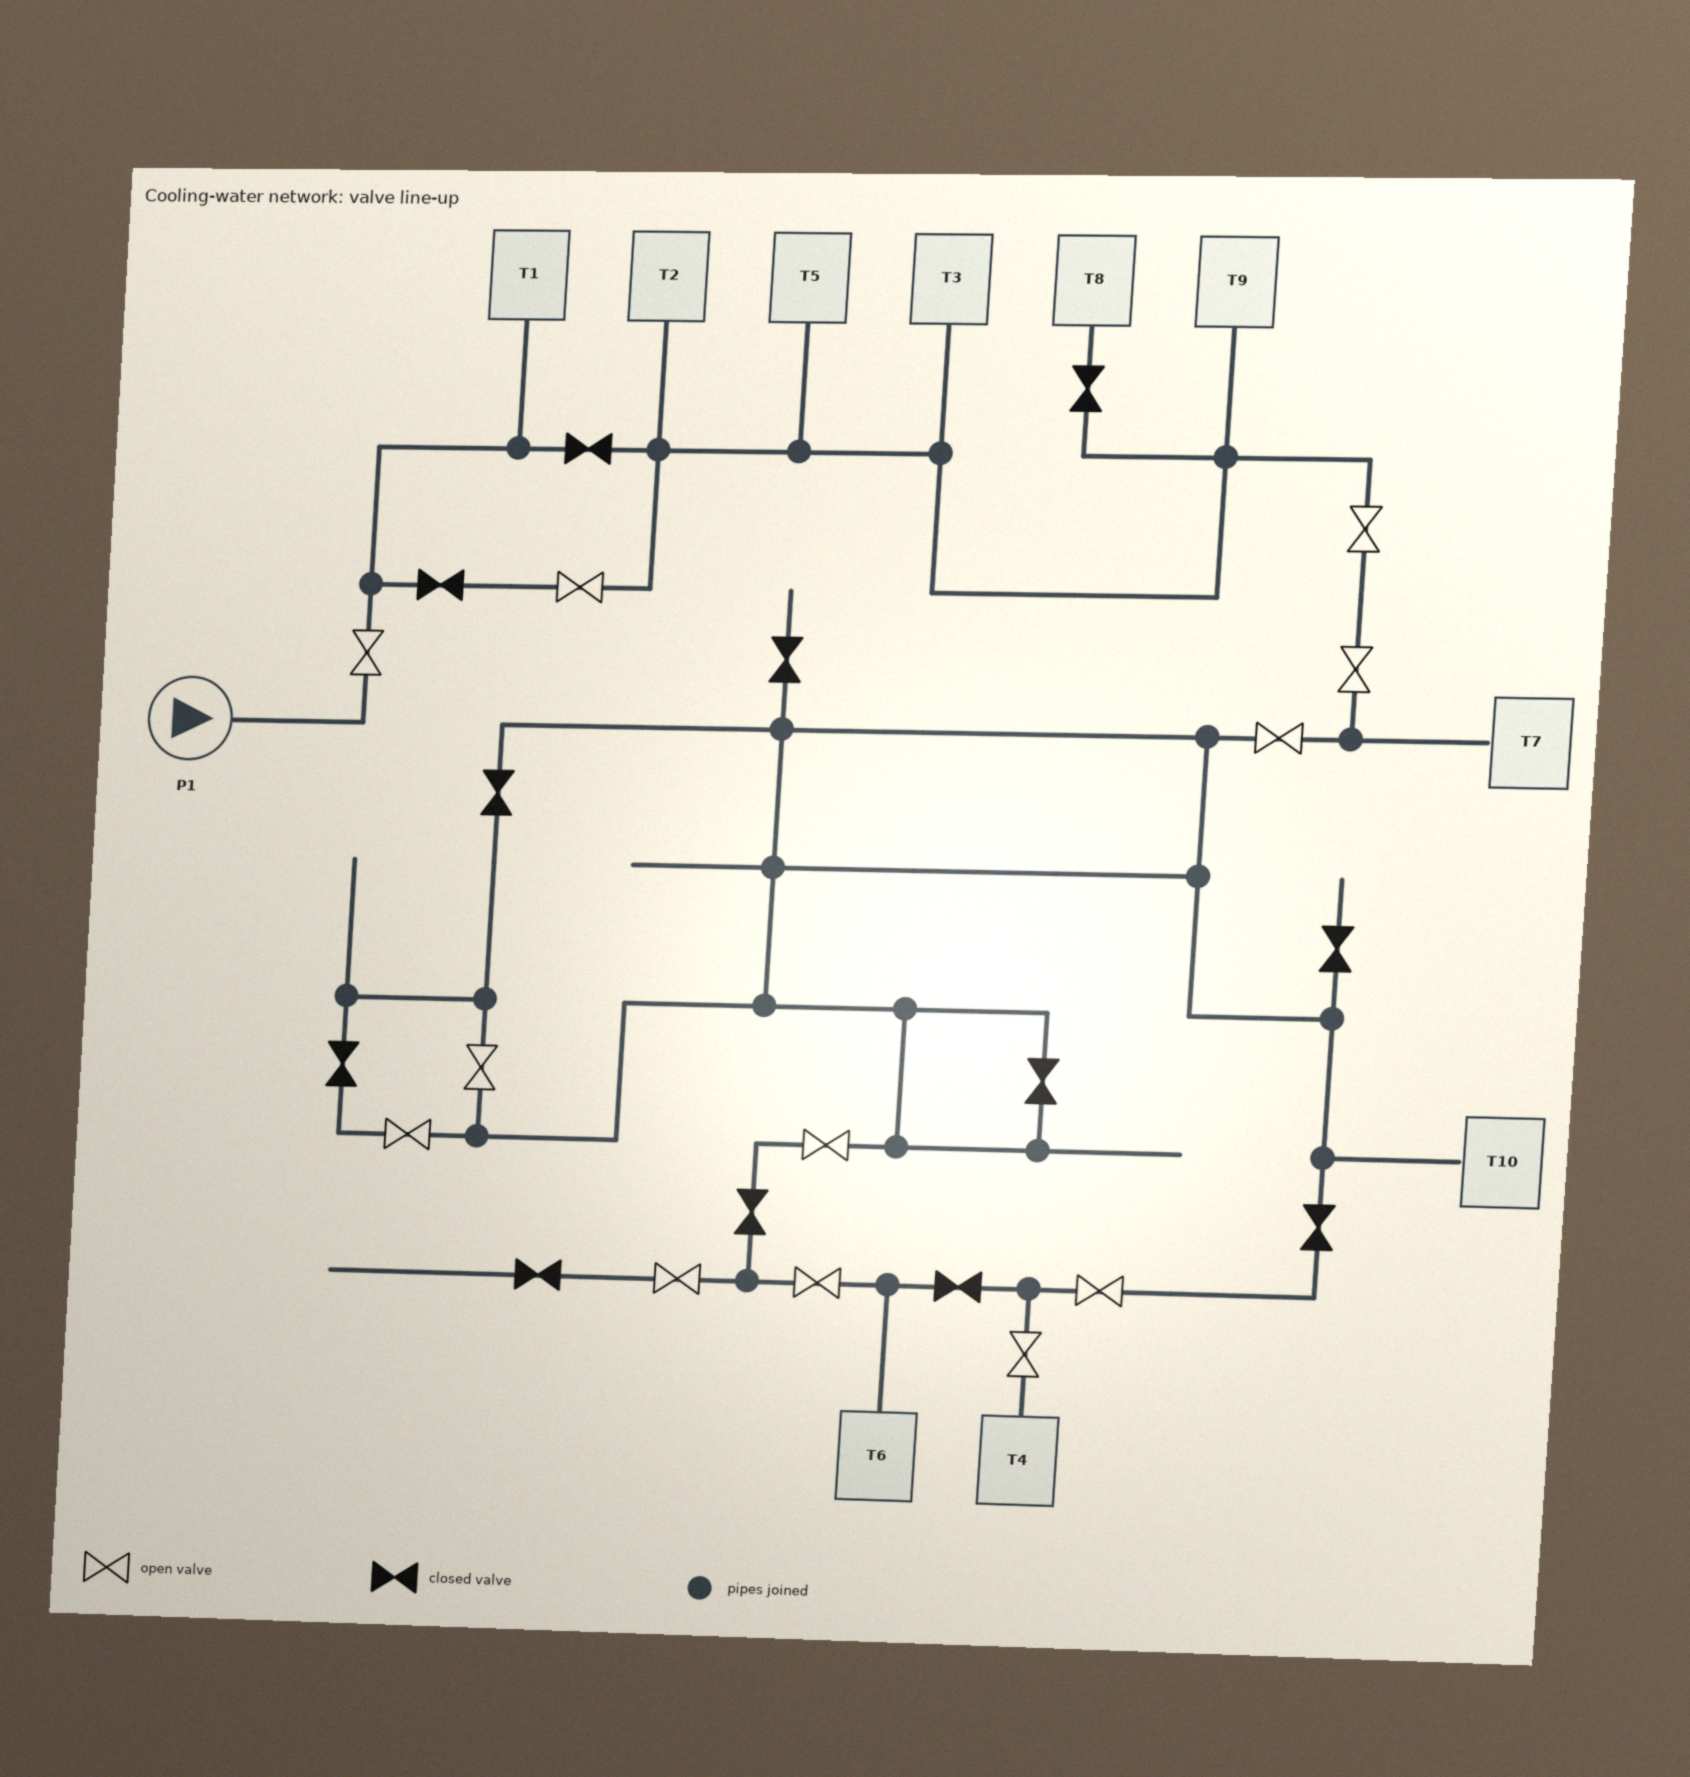 Cooling-water network: valve line-up
T1
T2
T5
T3
T8
T9
P1
T7
T10
T6
T4
open valve
closed valve
pipes joined